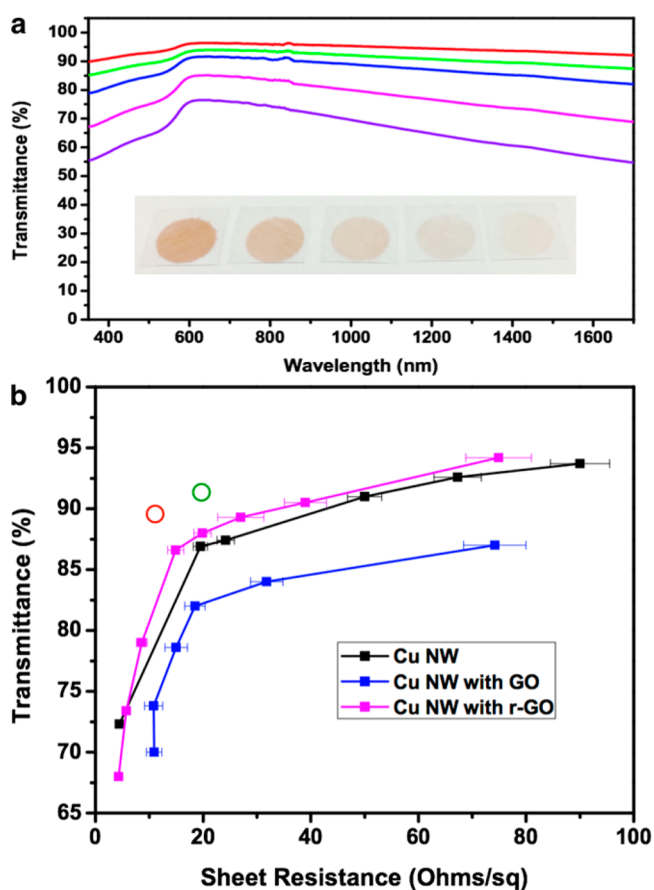 a
100
90
80
70
60
50
40
30
20
10
0
Transmittance (%)
400 600 800 1000 1200 1400 1600
Wavelength (nm)
b
100
95
90
85
80
75
70
65
Transmittance (%)
Cu NW
Cu NW with GO
Cu NW with r-GO
0 20 40 60 80 100
Sheet Resistance (Ohms/sq)